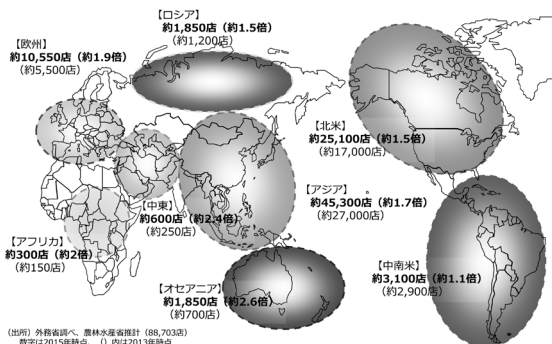 【ロシア】
約1,850店（約1.5倍）
（約1,200店）
【欧州】
約10,550店（約1.9倍）
（約5,500店）
【北米】
約25,100店（約1.5倍）
（約17,000店）
【アジア】
約45,300店（約1.7倍）
（約27,000店）
【中東】
約600店（約2.4倍）
（約250店）
【アフリカ】
約300店（約2倍）
（約150店）
【オセアニア】
約1,850店（約2.6倍）
（約700店）
【中南米】
約3,100店（約1.1倍）
（約2,900店）
（出所）外務省調べ、農林水産省推計（88,703店）
数字は2015年時点、（）内は2013年時点